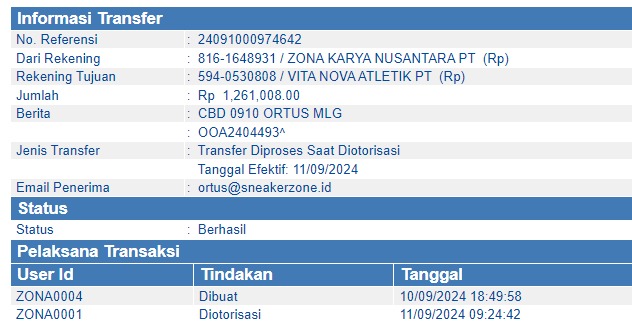 Informasi Transfer
No. Referensi : 24091000974642
Dari Rekening : 816-1648931 / ZONA KARYA NUSANTARA PT (Rp)
Rekening Tujuan : 594-0530808 / VITA NOVA ATLETIK PT (Rp)
Jumlah : Rp 1,261,008.00
Berita : CBD 0910 ORTUS MLG
: OOA2404493^
Jenis Transfer : Transfer Diproses Saat Diotorisasi
Tanggal Efektif: 11/09/2024
Email Penerima : ortus@sneakerzone.id
Status
Status : Berhasil
Pelaksana Transaksi
User Id Tindakan Tanggal
ZONA0004 Dibuat 10/09/2024 18:49:58
ZONA0001 Diotorisasi 11/09/2024 09:24:42